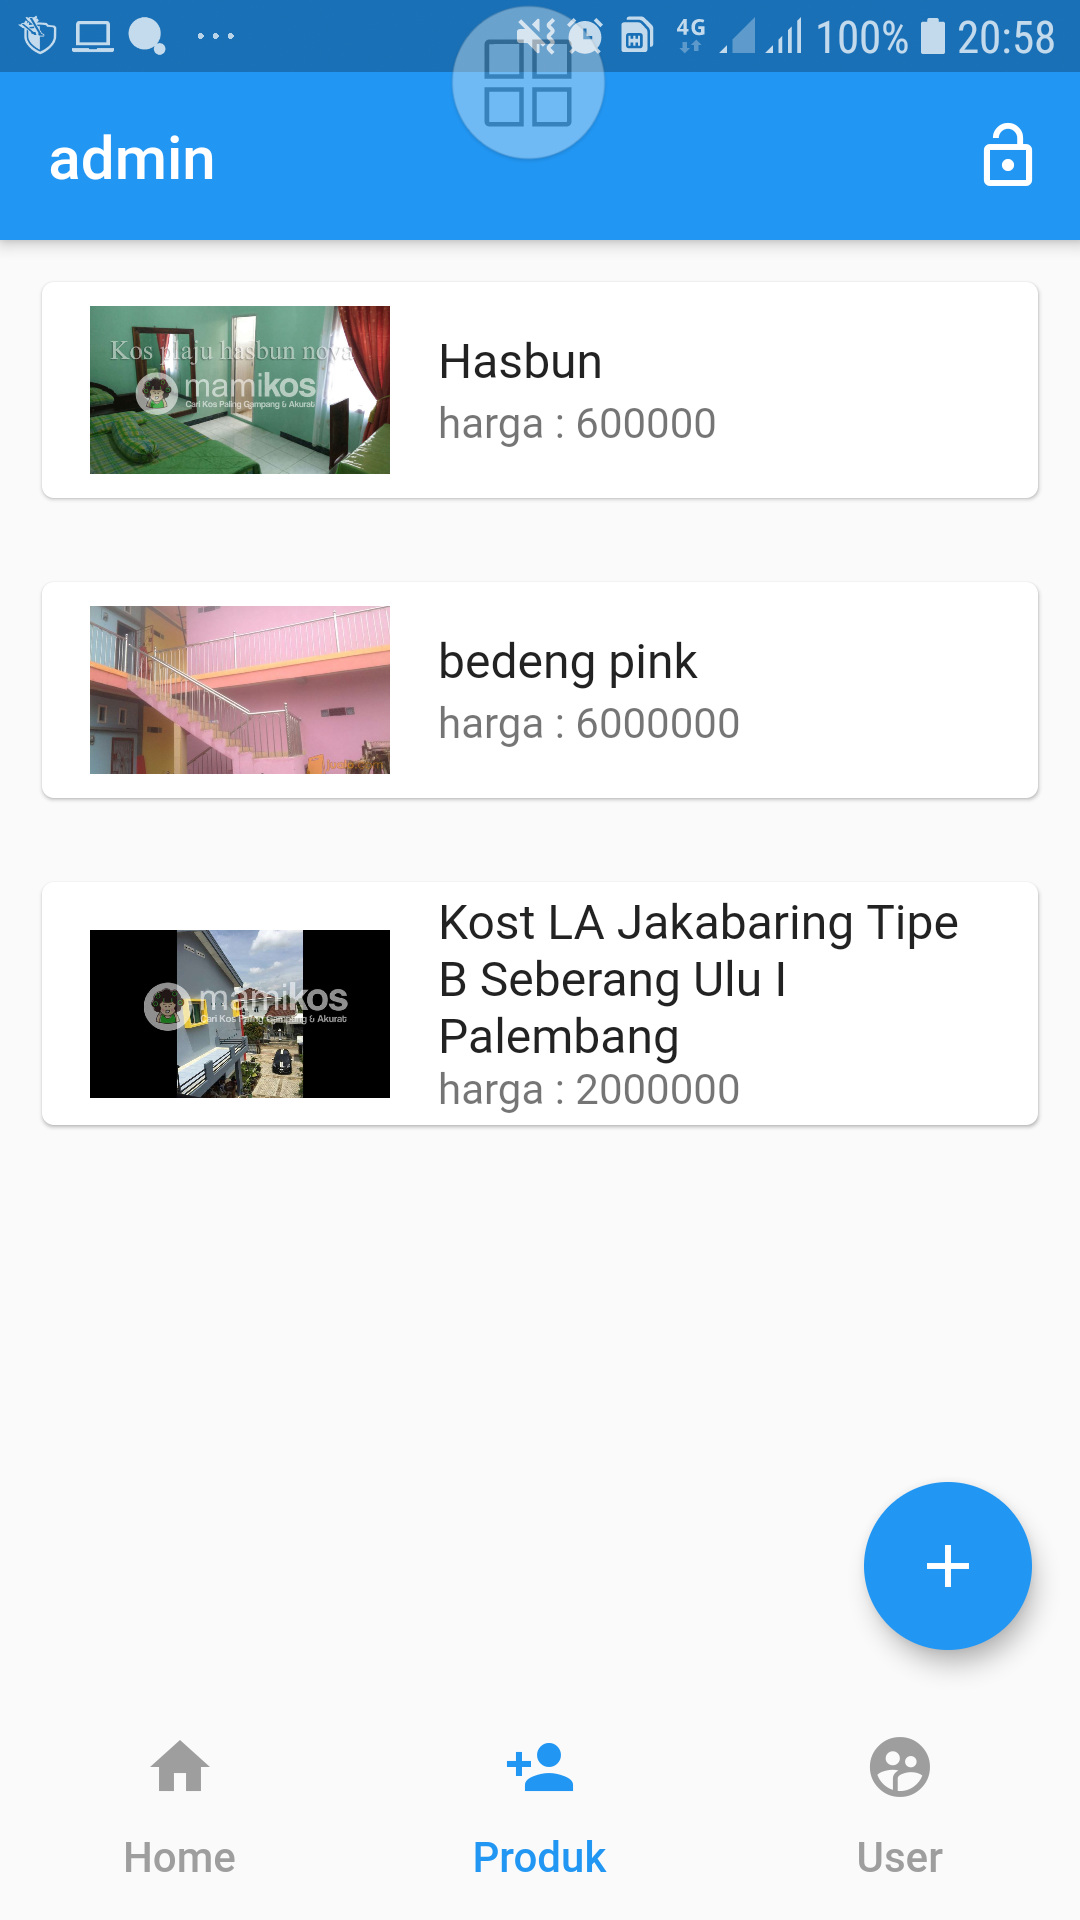 4G 100% 20:58
admin
Kos plaju hasbun nova
mamikos
Cari Kos Paling Gampang & Akurat
Hasbun
harga : 600000
bedeng pink
harga : 6000000
mamikos
Cari Kos Paling Gampang & Akurat
Kost LA Jakabaring Tipe
B Seberang Ulu I
Palembang
harga : 2000000
Home
Produk
User